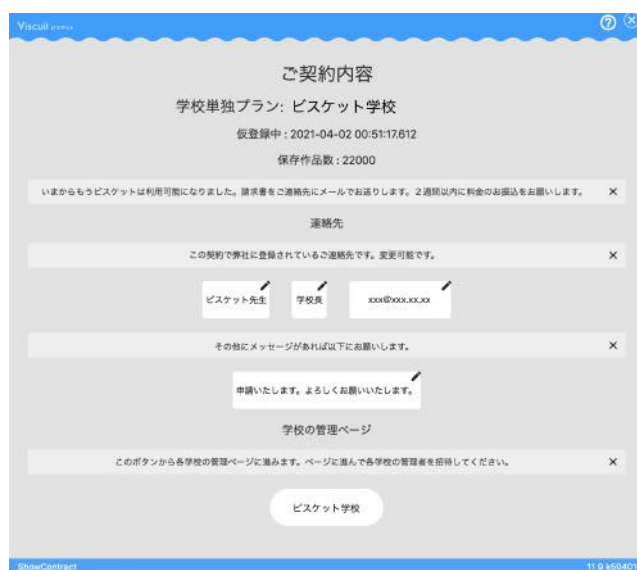 Viscuit ビスケット
ご契約内容
学校単独プラン: ビスケット学校
仮登録中 : 2021-04-02 00:51:17.612
保存作品数 : 22000
いまからもうビスケットは利用可能になりました。請求書をご連絡先にメールでお送りします。２週間以内に料金のお振込をお願いします。
連絡先
この契約で弊社に登録されているご連絡先です。変更可能です。
ビスケット先生 学校長 xxx@xxx.xx.xx
その他にメッセージがあれば以下にお願いします。
申請いたします。よろしくお願いいたします。
学校の管理ページ
このボタンから各学校の管理ページに進みます。ページに進んで各学校の管理者を招待してください。
ビスケット学校
ShowContract